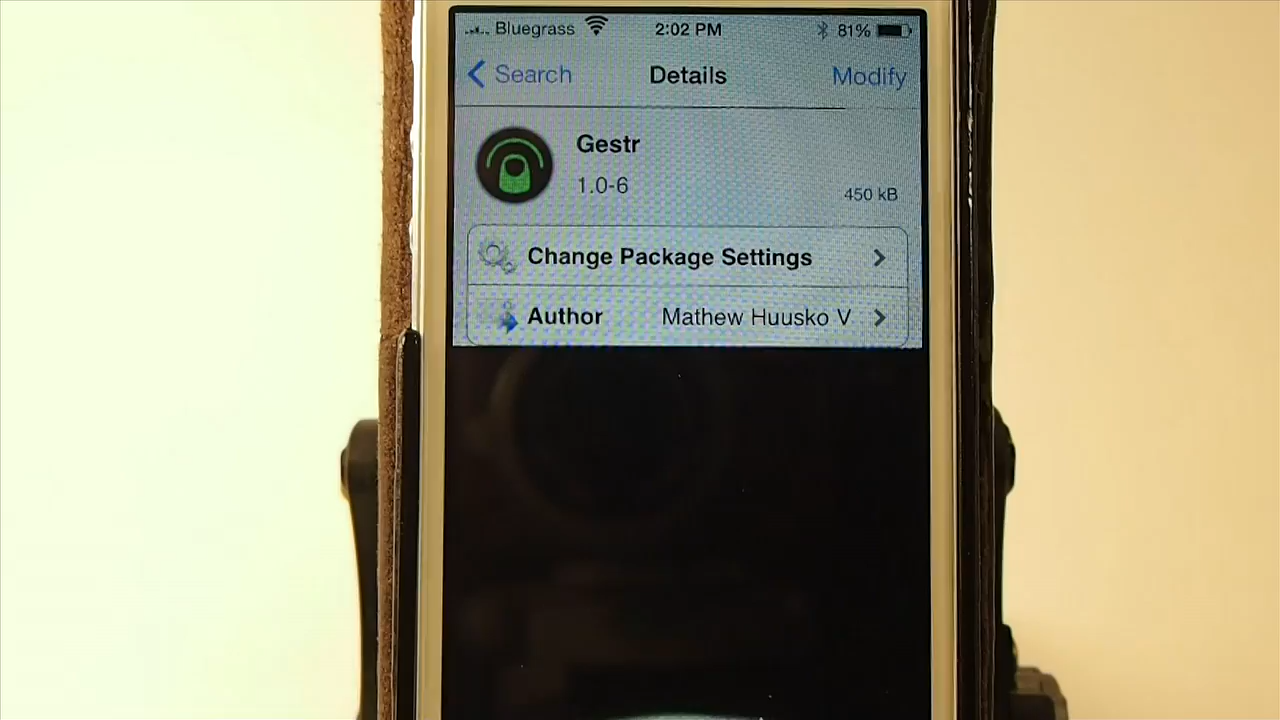 Bluegrass 2:02 PM 81%
Search Details Modify
Gestr
1.0-6
450 kB
Change Package Settings
Author Mathew Huusko V